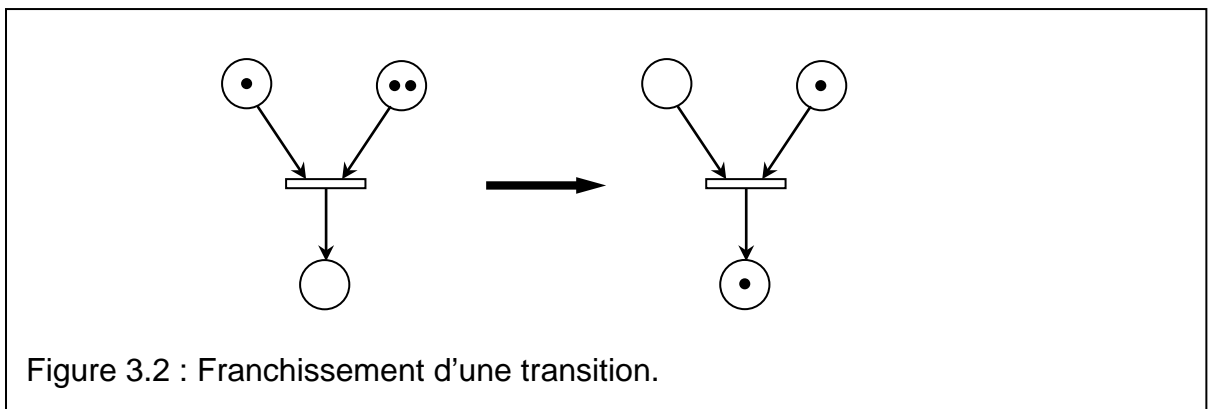 Figure 3.2 : Franchissement d’une transition.